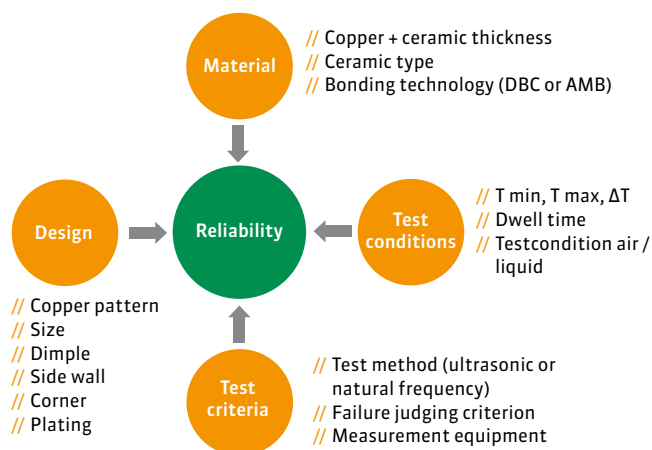 Material
// Copper + ceramic thickness
// Ceramic type
// Bonding technology (DBC or AMB)
Design
Reliability
Test
conditions
// T min, T max, ΔT
// Dwell time
// Testcondition air /
liquid
// Copper pattern
// Size
// Dimple
// Side wall
// Corner
// Plating
Test
criteria
// Test method (ultrasonic or
natural frequency)
// Failure judging criterion
// Measurement equipment